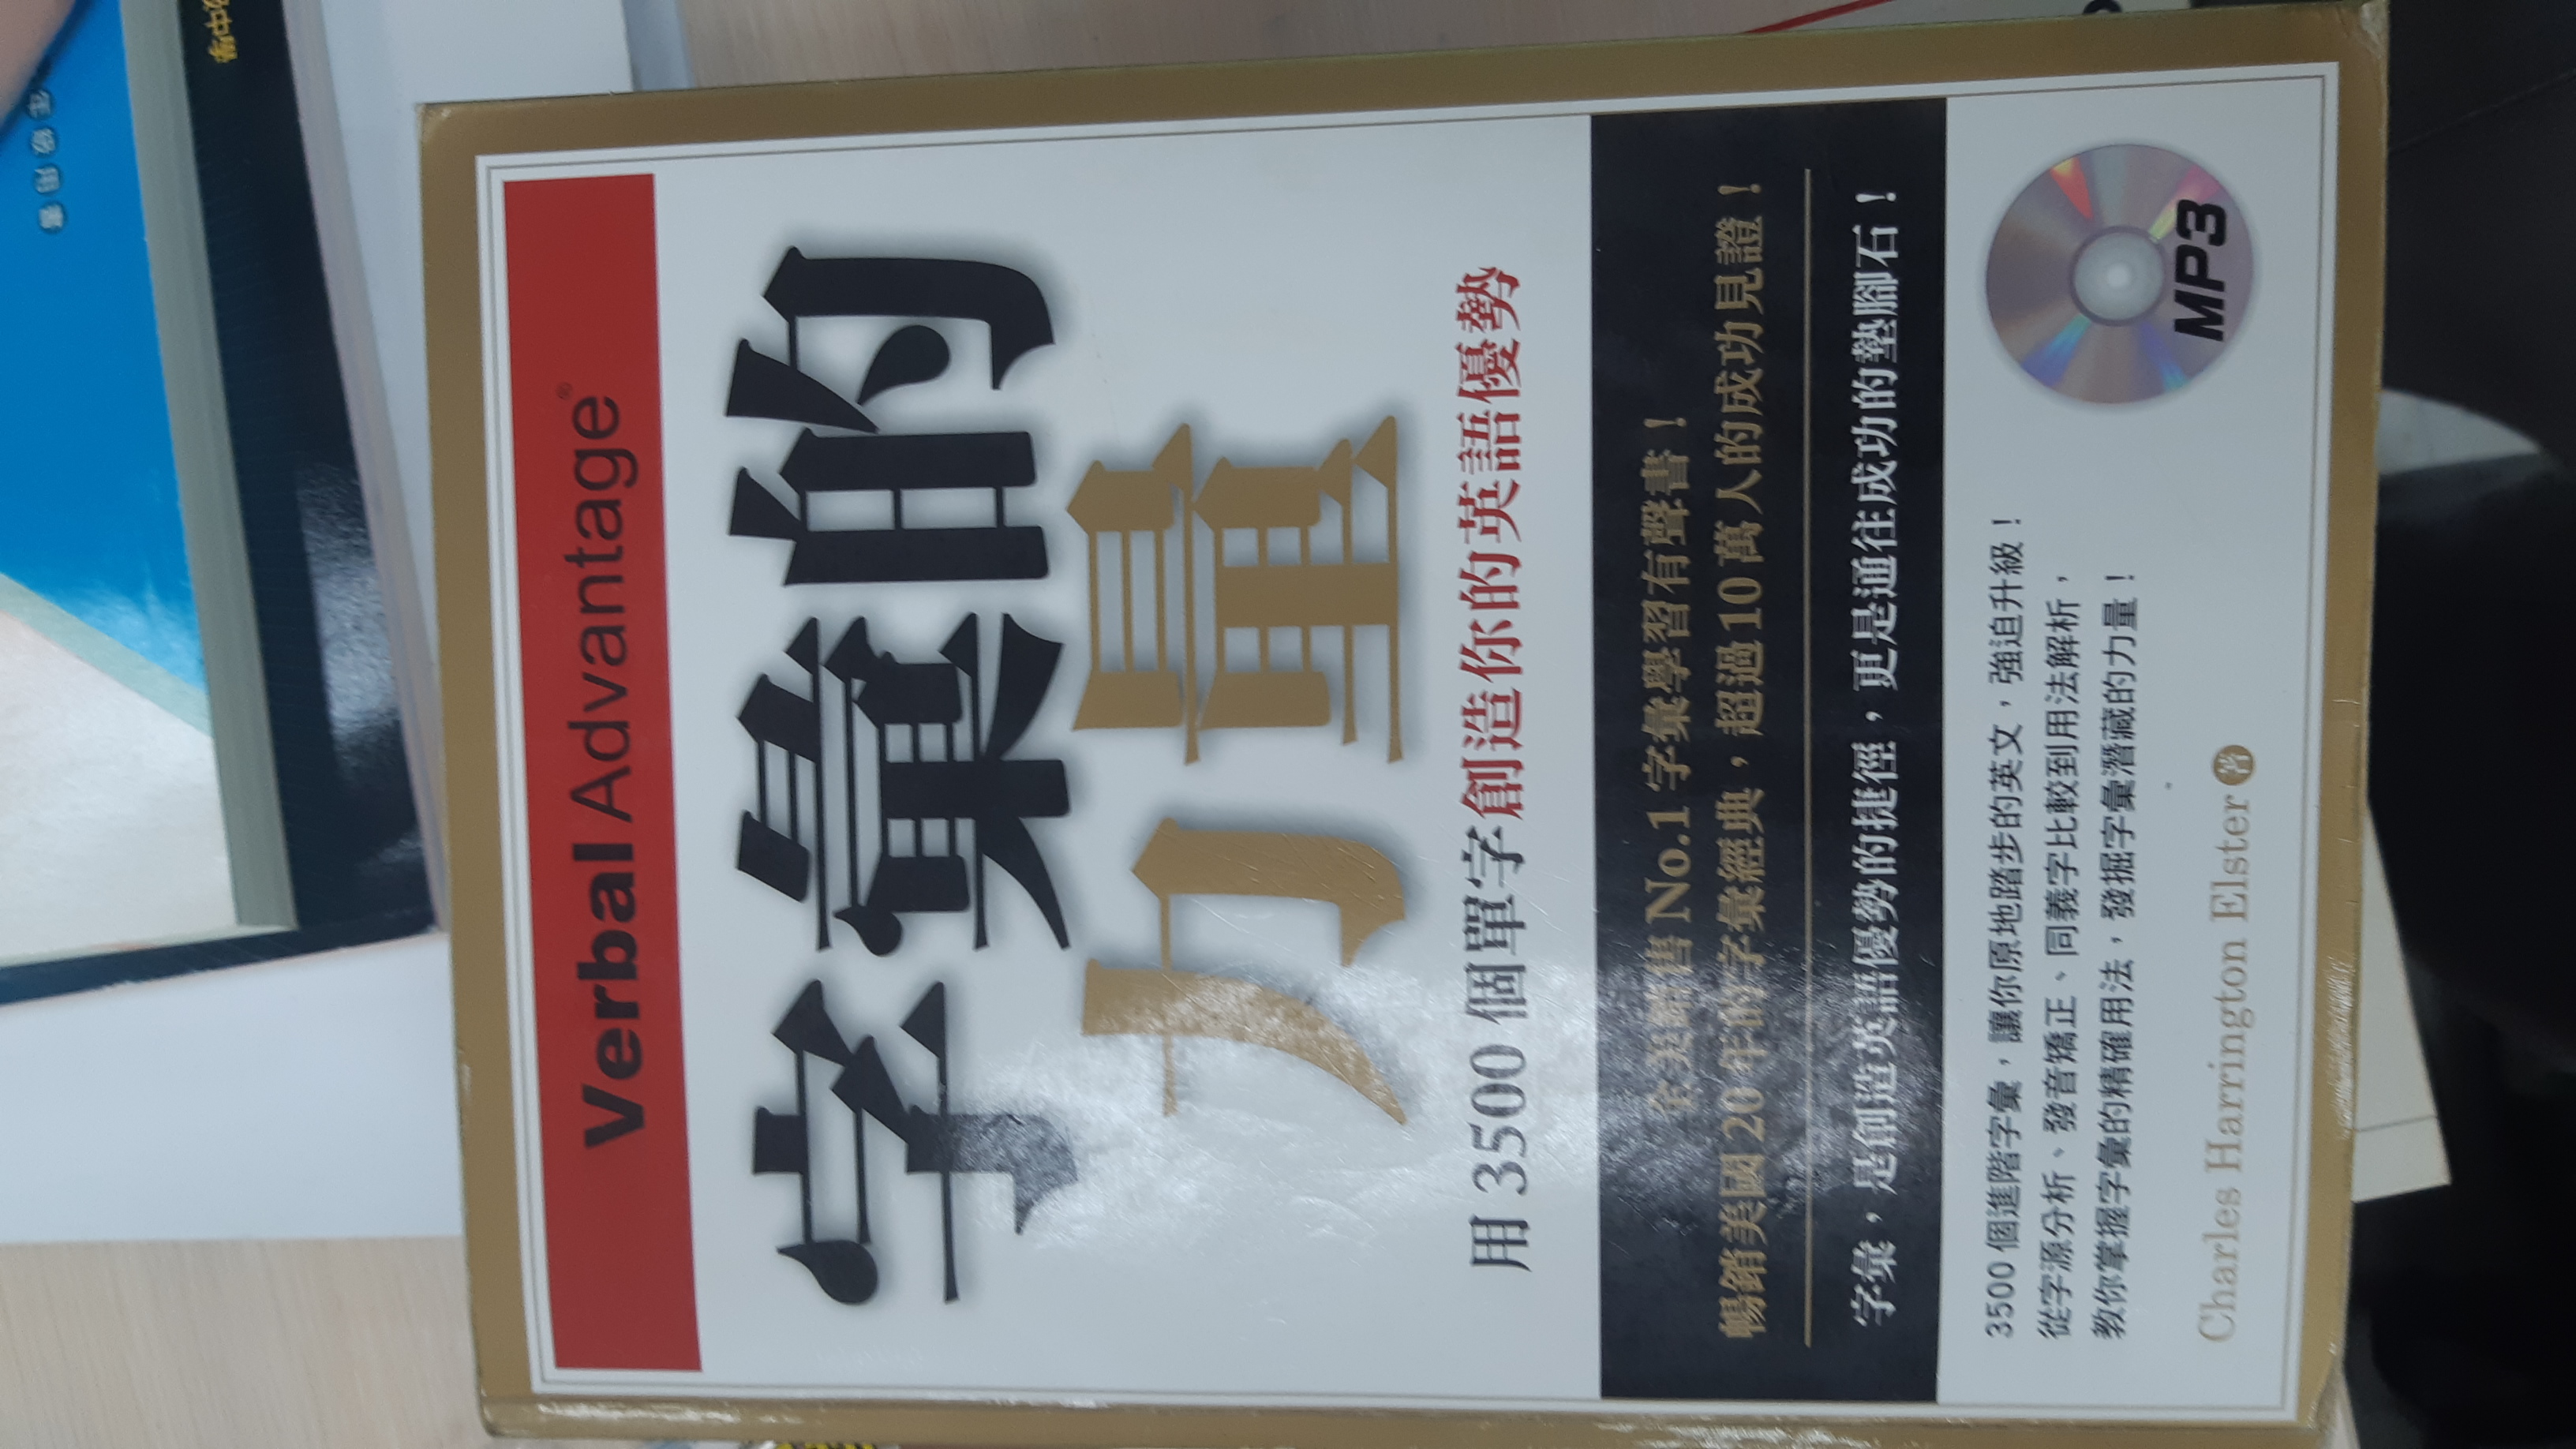 年級用書
中學
Verbal Advantage®
字彙的
力量
用 3500 個單字創造你的英語優勢
全美銷售 No.1 字彙學習有聲書！
暢銷美國 20 年的字彙經典，超過 10 萬人的成功見證！
字彙，是創造英語優勢的捷徑，更是通往成功的墊腳石！
3500 個進階字彙，讓你原地踏步的英文，強迫升級！
從字源分析、發音矯正、同義字比較到用法解析，
教你掌握字彙的精確用法，發掘字彙潛藏的力量！
MP3
Charles Harrington Elster 著